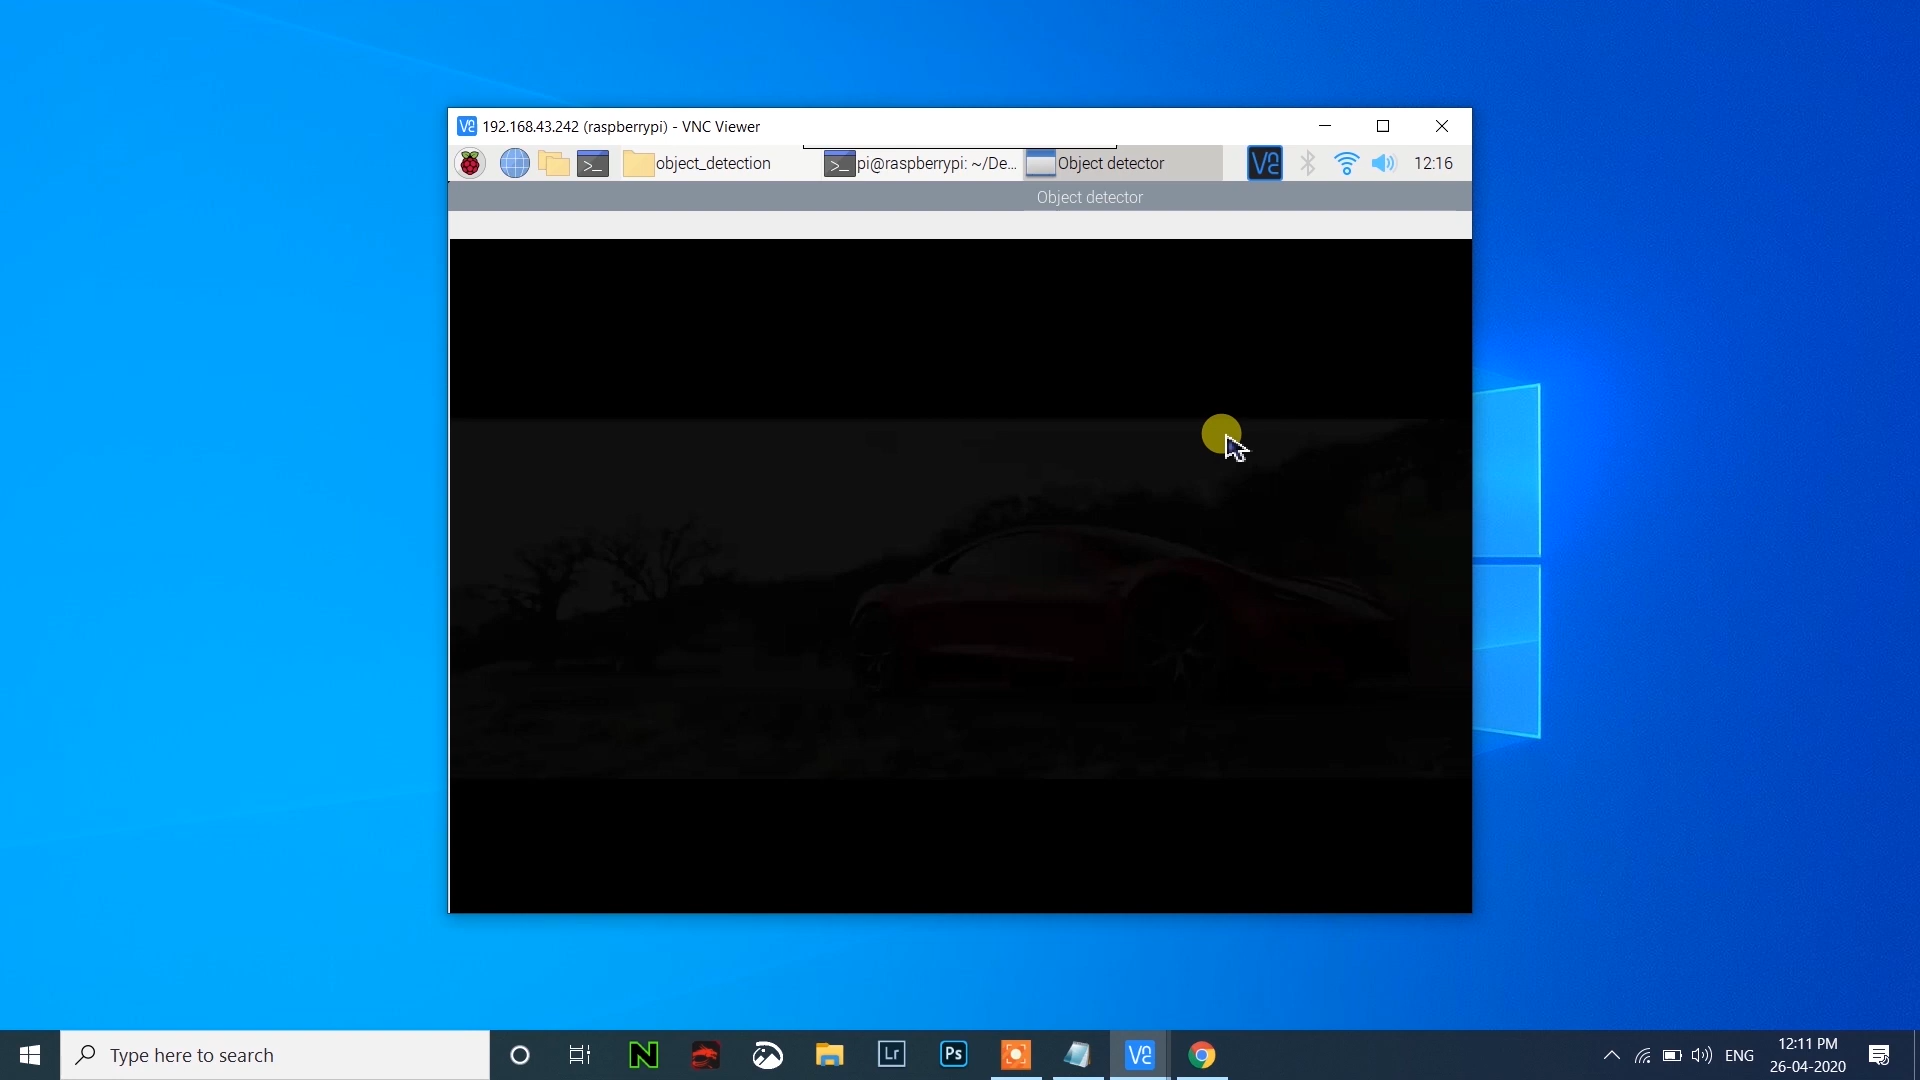 192.168.43.242 (raspberrypi) - VNC Viewer
object_detection
pi@raspberrypi: ~/De...
Object detector
12:16
Object detector
Type here to search
Lr
Ps
ENG
12:11 PM
26-04-2020